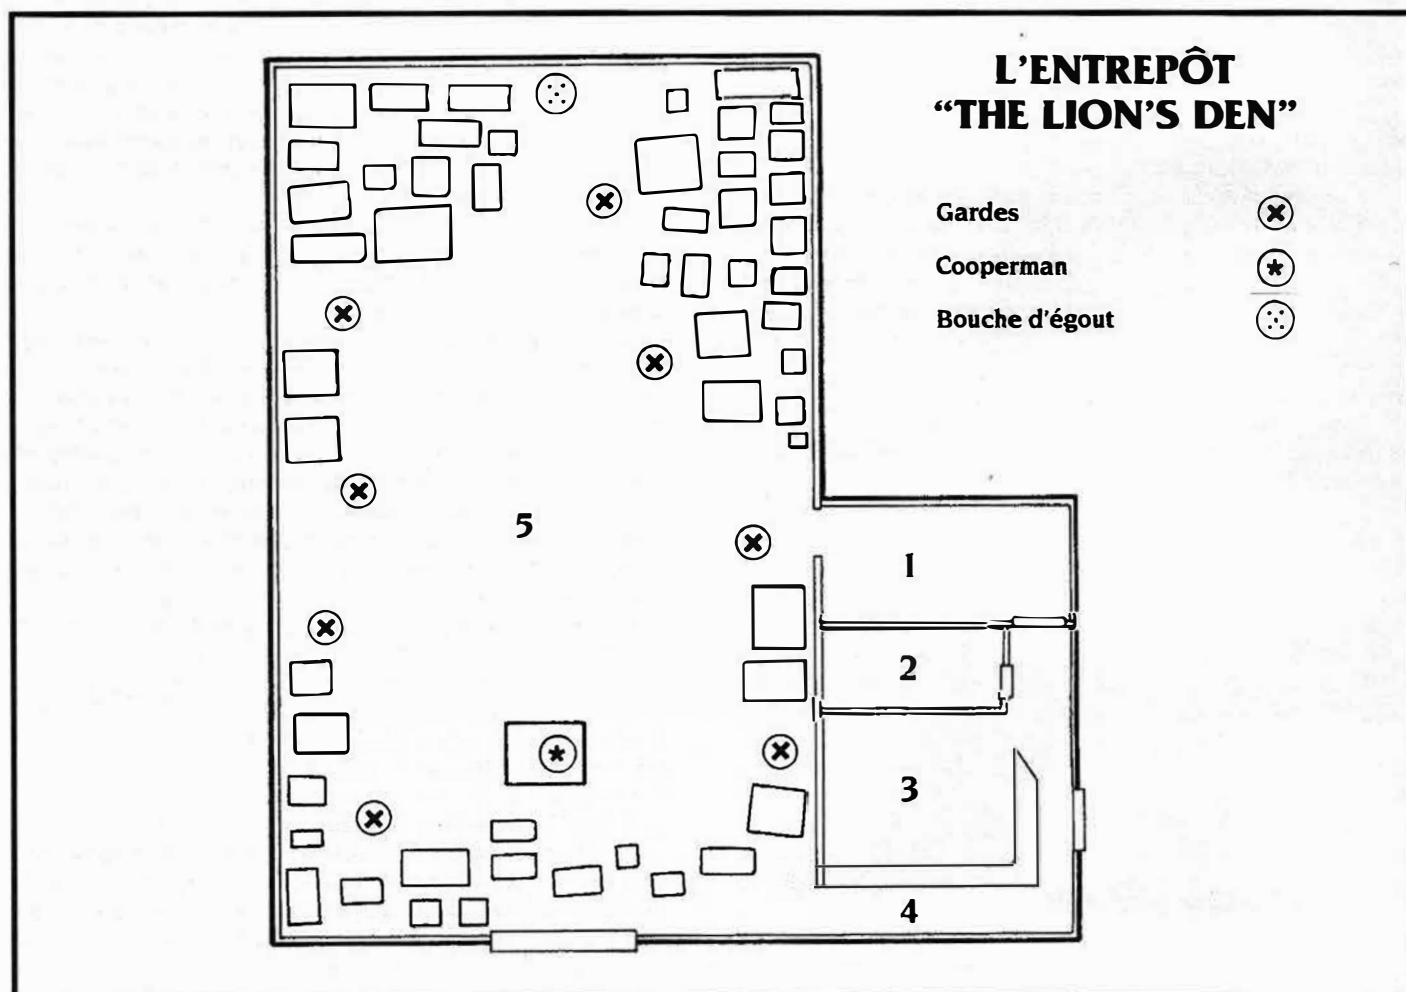 L'ENTREPÔT
“THE LION'S DEN”
Gardes
Cooperman
Bouche d'égout
5
1
2
3
4